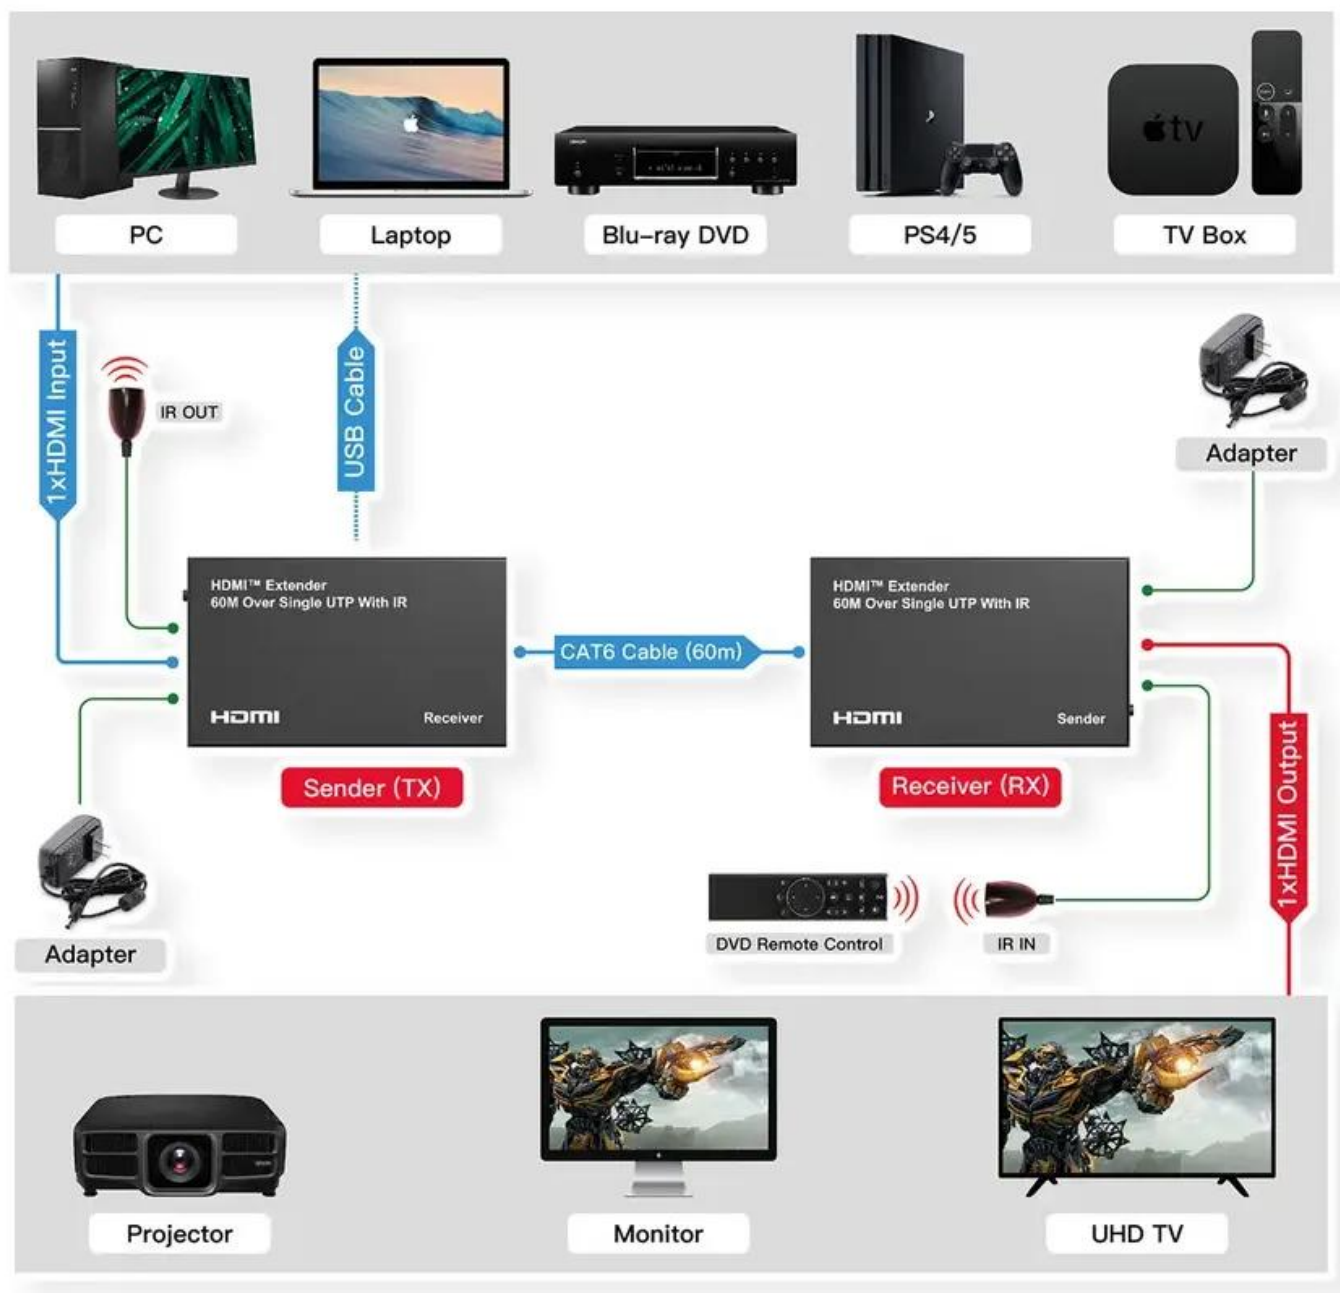 tv
PC
Laptop
Blu-ray DVD
PS4/5
TV Box
1xHDMI Input
IR OUT
USB Cable
Adapter
HDMI™ Extender
60M Over Single UTP With IR
HDMI
Receiver
Sender (TX)
CAT6 Cable (60m)
HDMI™ Extender
60M Over Single UTP With IR
HDMI
Sender
Receiver (RX)
1xHDMI Output
Adapter
DVD Remote Control
IR IN
Projector
Monitor
UHD TV